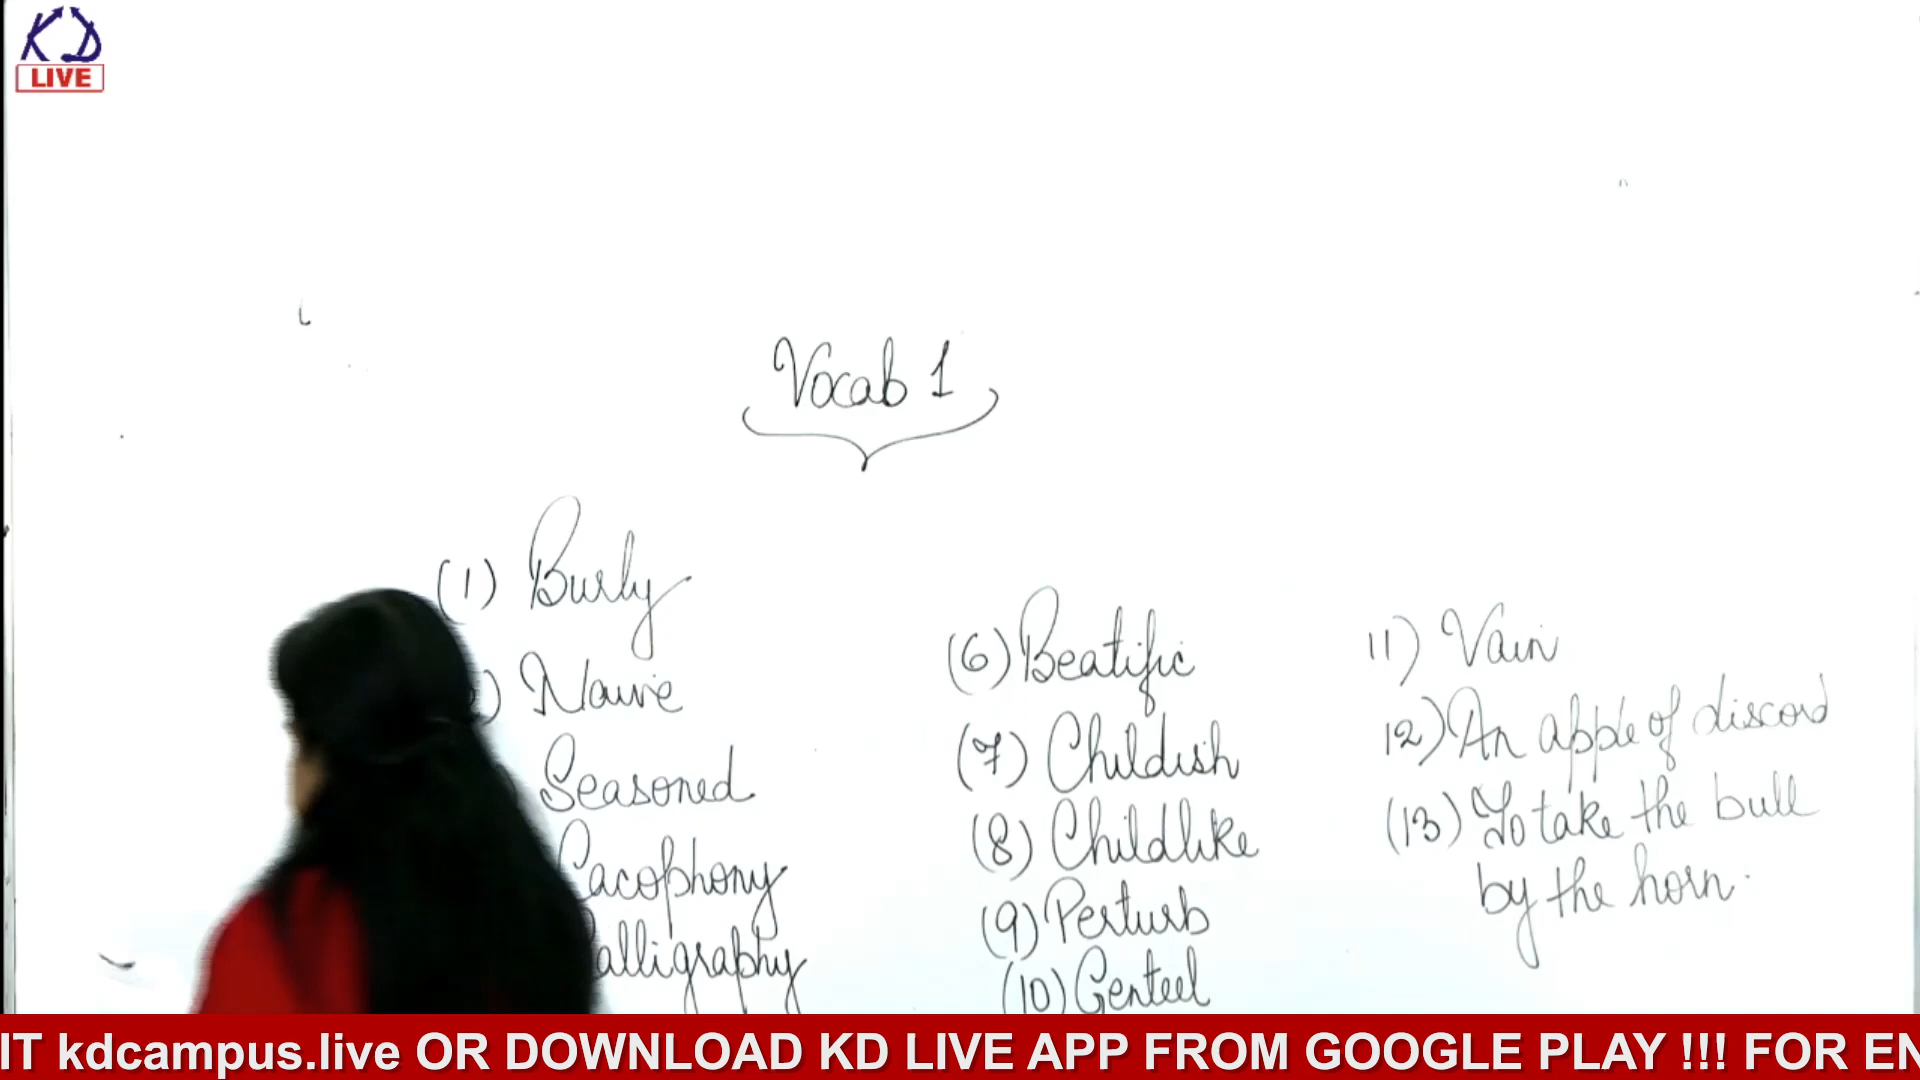 KD
LIVE
Vocab 1
(1) Burly
) Naive
Seasoned
Cacophony
alligraphy
(6) Beatific
(7) Childish
(8) Childlike
(9) Perturb
(10) Genteel
11) Vain
12) An apple of discord
(13) To take the bull
by the horn.
IT kdcampus.live OR DOWNLOAD KD LIVE APP FROM GOOGLE PLAY !!! FOR EN